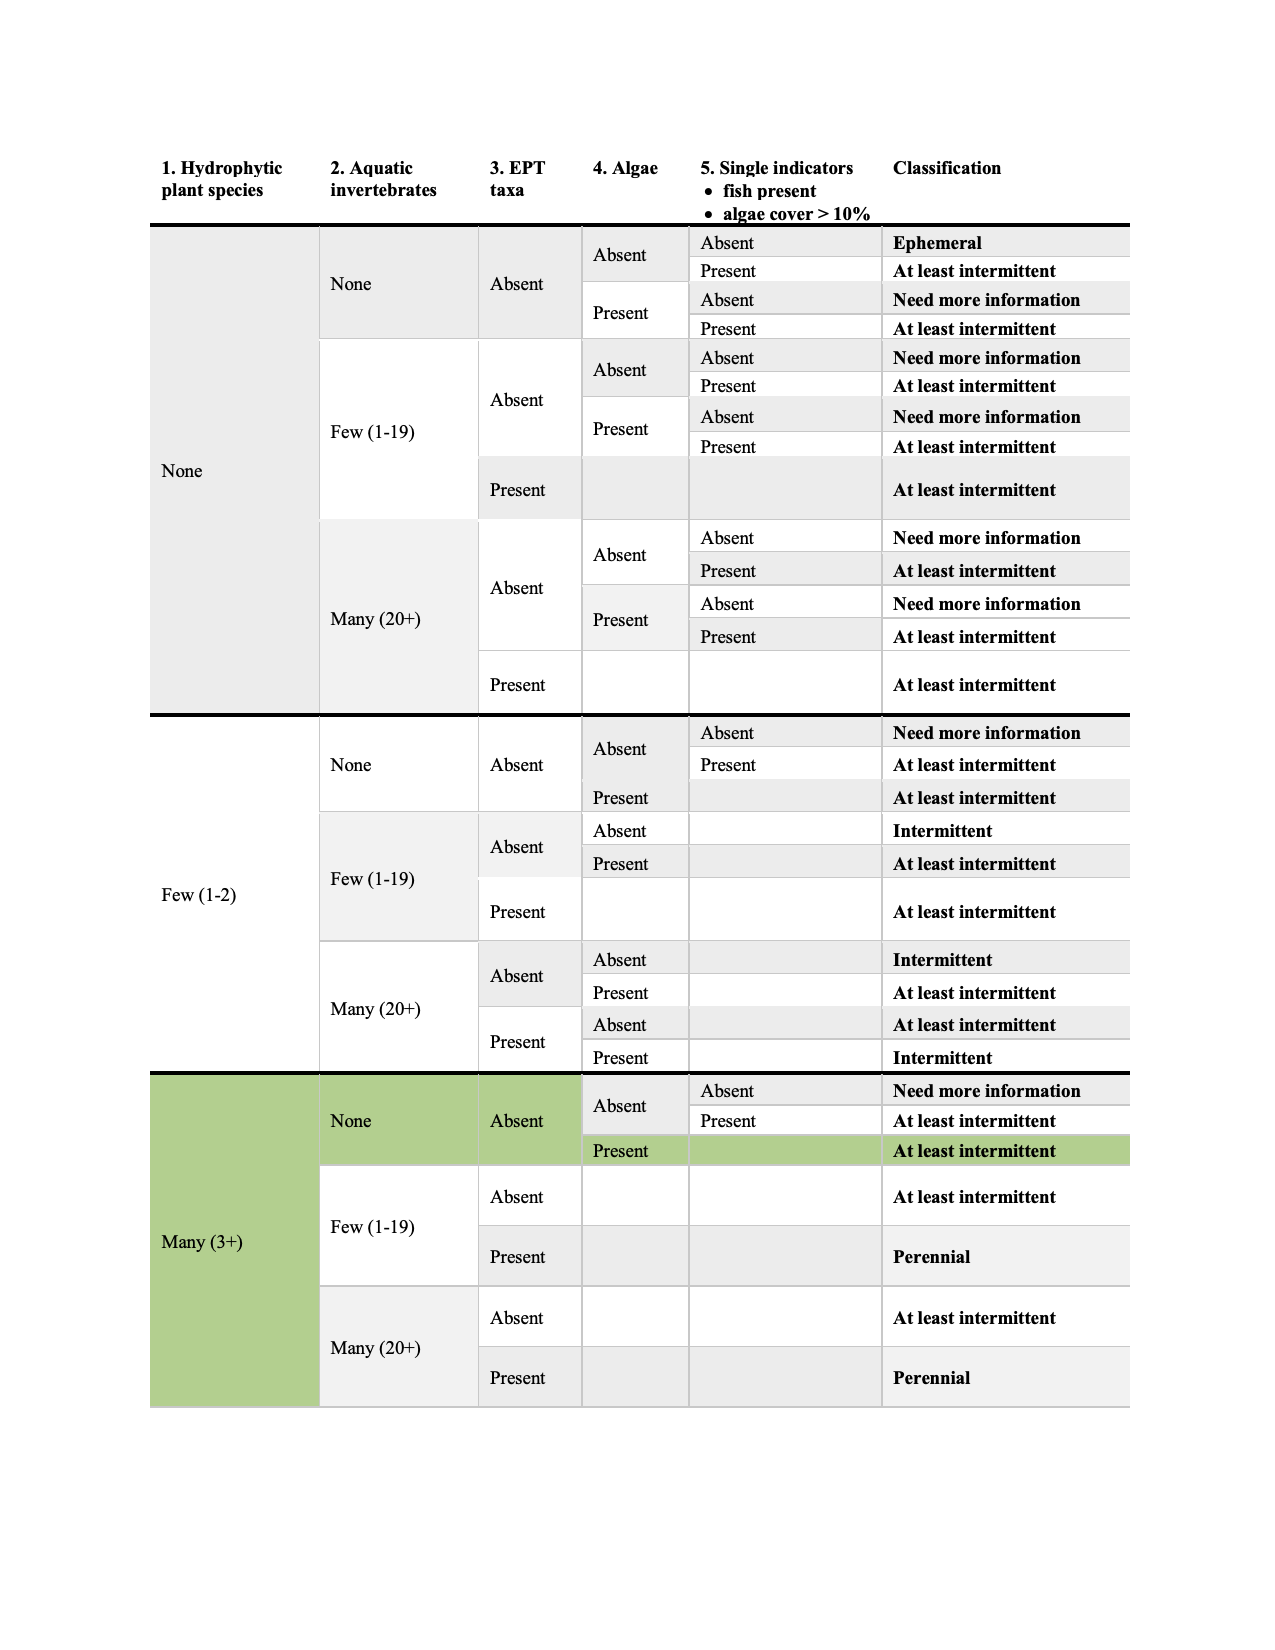 1. Hydrophytic plant species
2. Aquatic invertebrates
3. EPT taxa
4. Algae
5. Single indicators
• fish present
• algae cover > 10%
Classification
None
None
Absent
Absent
Absent
Ephemeral
Present
At least intermittent
Present
Absent
Need more information
Present
At least intermittent
Few (1-19)
Absent
Absent
Absent
Need more information
Present
At least intermittent
Present
Absent
Need more information
Present
At least intermittent
Present
At least intermittent
Many (20+)
Absent
Absent
Absent
Need more information
Present
At least intermittent
Present
Absent
Need more information
Present
At least intermittent
Present
At least intermittent
Few (1-2)
None
Absent
Absent
Absent
Need more information
Present
At least intermittent
Present
At least intermittent
Few (1-19)
Absent
Absent
Intermittent
Present
At least intermittent
Present
At least intermittent
Many (20+)
Absent
Absent
Intermittent
Present
At least intermittent
Present
Absent
At least intermittent
Present
Intermittent
Many (3+)
None
Absent
Absent
Absent
Need more information
Present
At least intermittent
Present
At least intermittent
Few (1-19)
Absent
At least intermittent
Present
Perennial
Many (20+)
Absent
At least intermittent
Present
Perennial